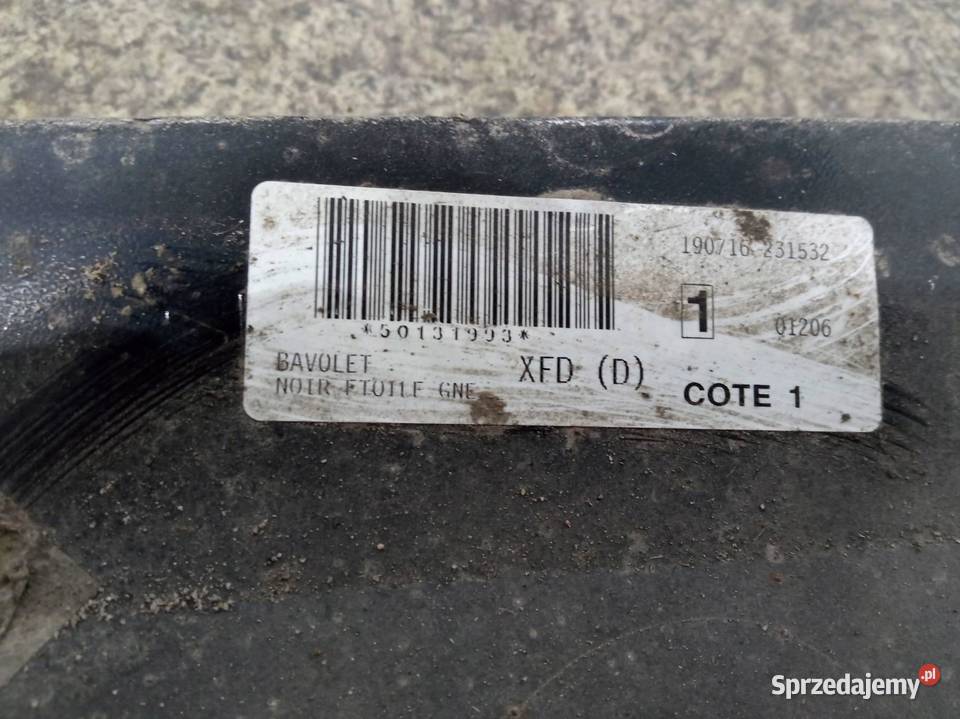 190716 231532
*50131993*
1
01206
BAVOLET
XFD (D)
NOIR ETOILE GNE
COTE 1
Sprzedajemy.pl